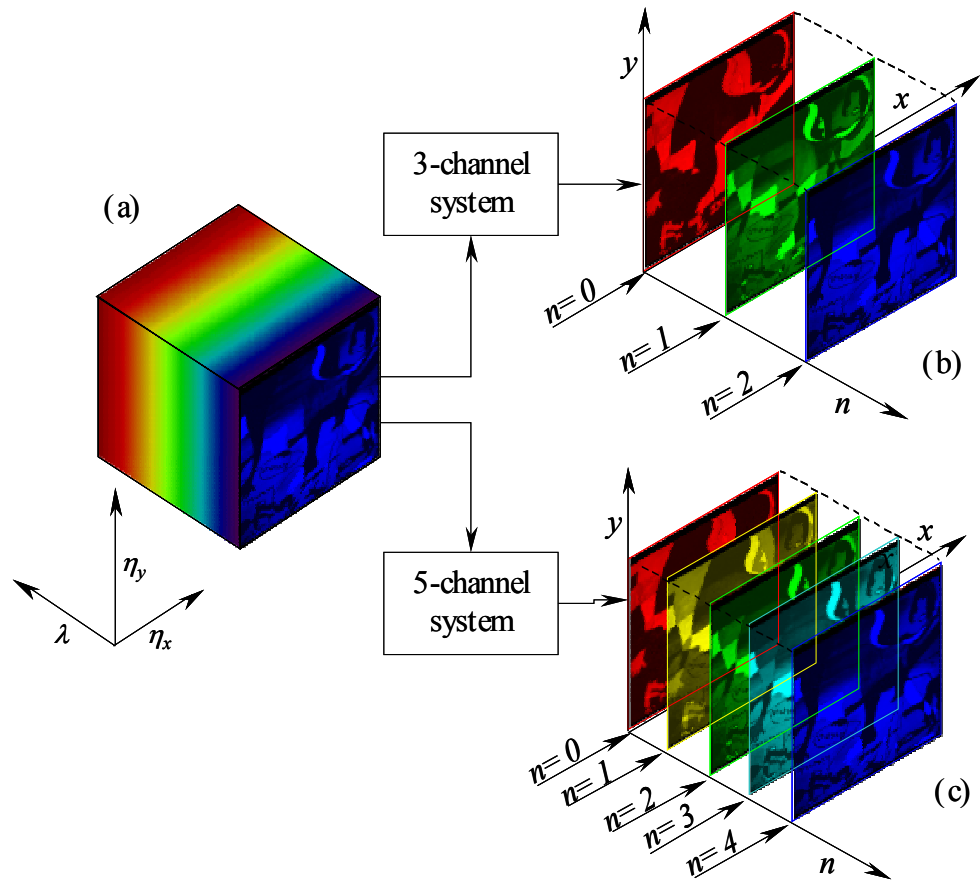 (a)
λ
η_y
η_x
3-channel
system
5-channel
system
y
x
n=0
n=1
n=2
n
(b)
y
x
n=0
n=1
n=2
n=3
n=4
n
(c)